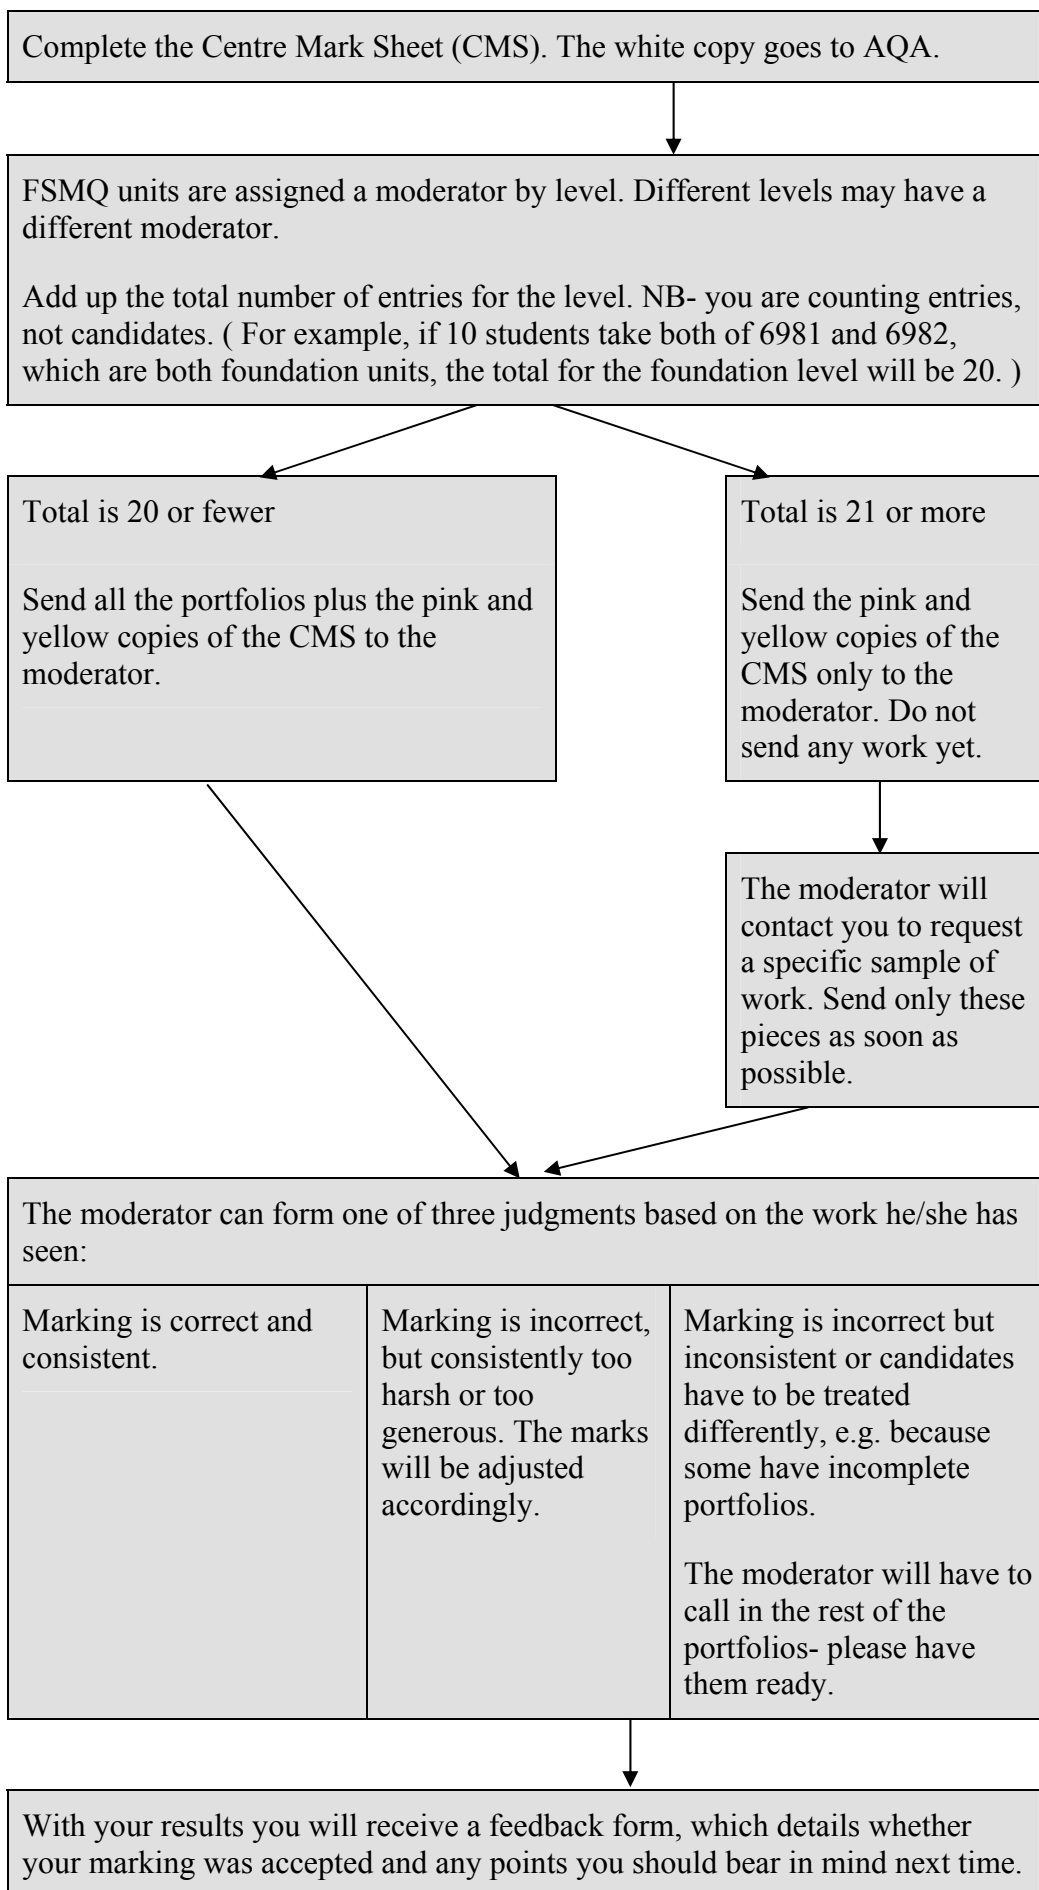 Complete the Centre Mark Sheet (CMS). The white copy goes to AQA.
FSMQ units are assigned a moderator by level. Different levels may have a
different moderator.
Add up the total number of entries for the level. NB- you are counting entries,
not candidates. ( For example, if 10 students take both of 6981 and 6982,
which are both foundation units, the total for the foundation level will be 20. )
Total is 20 or fewer
Send all the portfolios plus the pink and
yellow copies of the CMS to the
moderator.
Total is 21 or more
Send the pink and
yellow copies of the
CMS only to the
moderator. Do not
send any work yet.
The moderator will
contact you to request
a specific sample of
work. Send only these
pieces as soon as
possible.
The moderator can form one of three judgments based on the work he/she has
seen:
Marking is correct and
consistent.
Marking is incorrect,
but consistently too
harsh or too
generous. The marks
will be adjusted
accordingly.
Marking is incorrect but
inconsistent or candidates
have to be treated
differently, e.g. because
some have incomplete
portfolios.
The moderator will have to
call in the rest of the
portfolios- please have
them ready.
With your results you will receive a feedback form, which details whether
your marking was accepted and any points you should bear in mind next time.